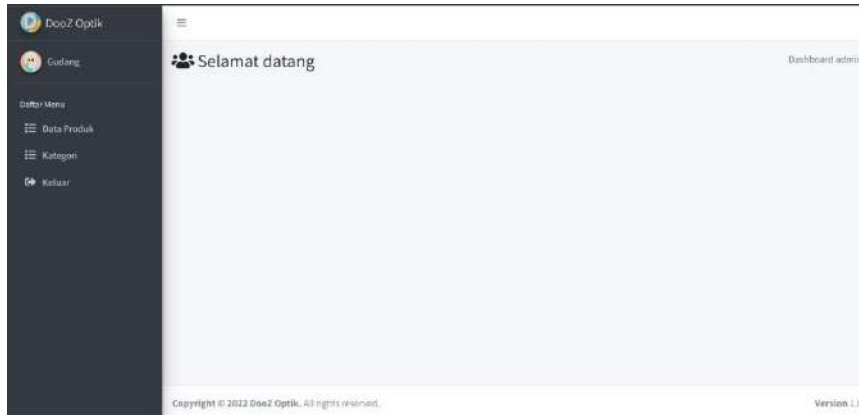 DooZ Optik
Gudang
Daftar Menu
Data Produk
Kategori
Keluar
Selamat datang
Dashboard admin
Copyright © 2022 DooZ Optik. All rights reserved.
Version